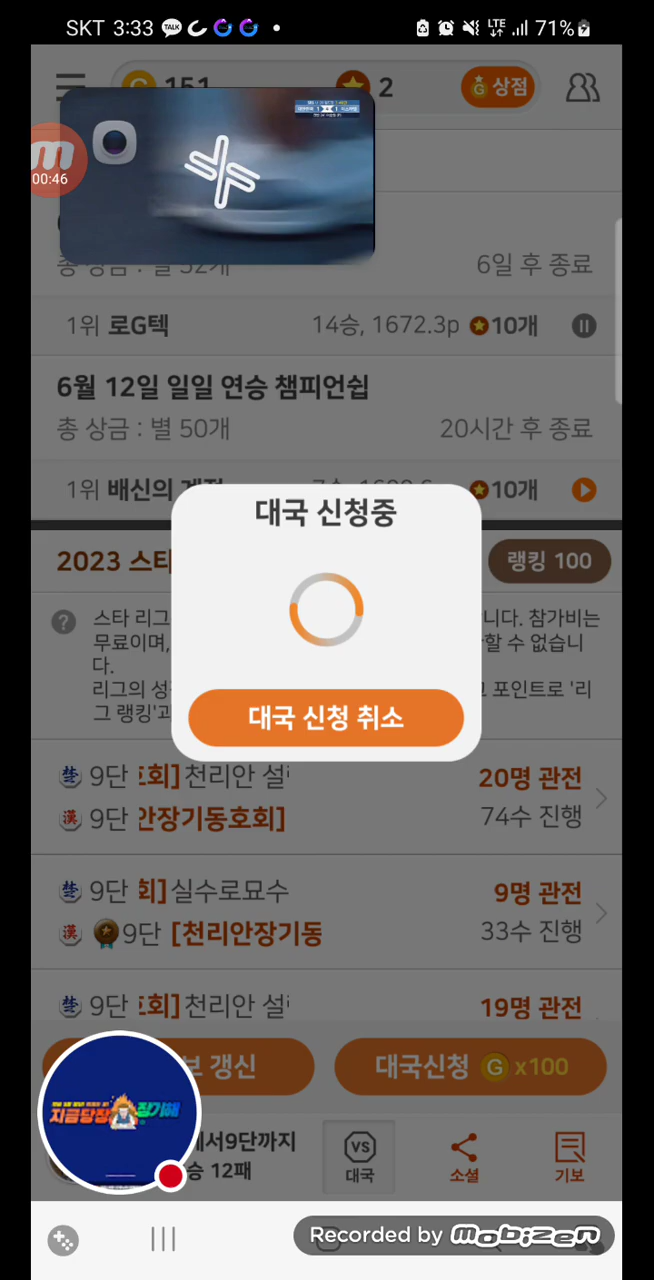 SKT 3:33 TALK LTE 71%
151
2
G 상점
m
00:46
6일 후 종료
1위 로G텍 14승, 1672.3p 10개
6월 12일 일일 연승 챔피언쉽
총 상금 : 별 50개 20시간 후 종료
1위 배신의 10개
2023 스타 랭킹 100
스타 리그 니다. 참가비는
무료이며, 할 수 없습니
다.
리그의 성 포인트로 '리
그 랭킹'
대국 신청중
대국 신청 취소
9단 호회]천리안 설 20명 관전
9단 안장기동호회] 74수 진행
9단 회]실수로묘수 9명 관전
9단 [천리안장기동 33수 진행
9단 호회]천리안 설 19명 관전
보 갱신 대국신청 G x100
지금당장 장기해
에서9단까지
승 12패
VS
대국 소셜 기보
Recorded by mobizen